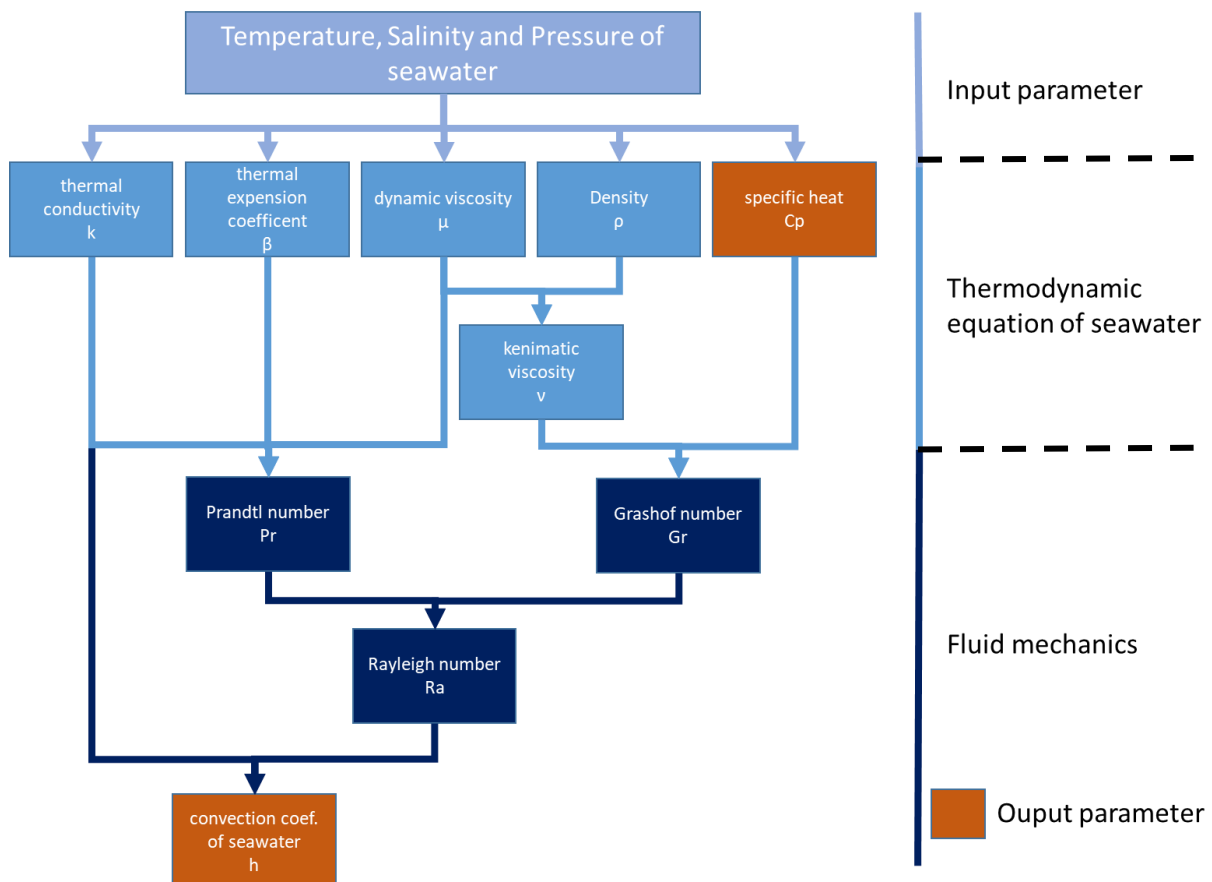 Temperature, Salinity and Pressure of
seawater
Input parameter
thermal
conductivity
k
thermal
expension
coefficent
β
dynamic viscosity
μ
Density
ρ
specific heat
Cp
Thermodynamic
equation of seawater
kenimatic
viscosity
ν
Prandtl number
Pr
Grashof number
Gr
Rayleigh number
Ra
Fluid mechanics
convection coef.
of seawater
h
Ouput parameter